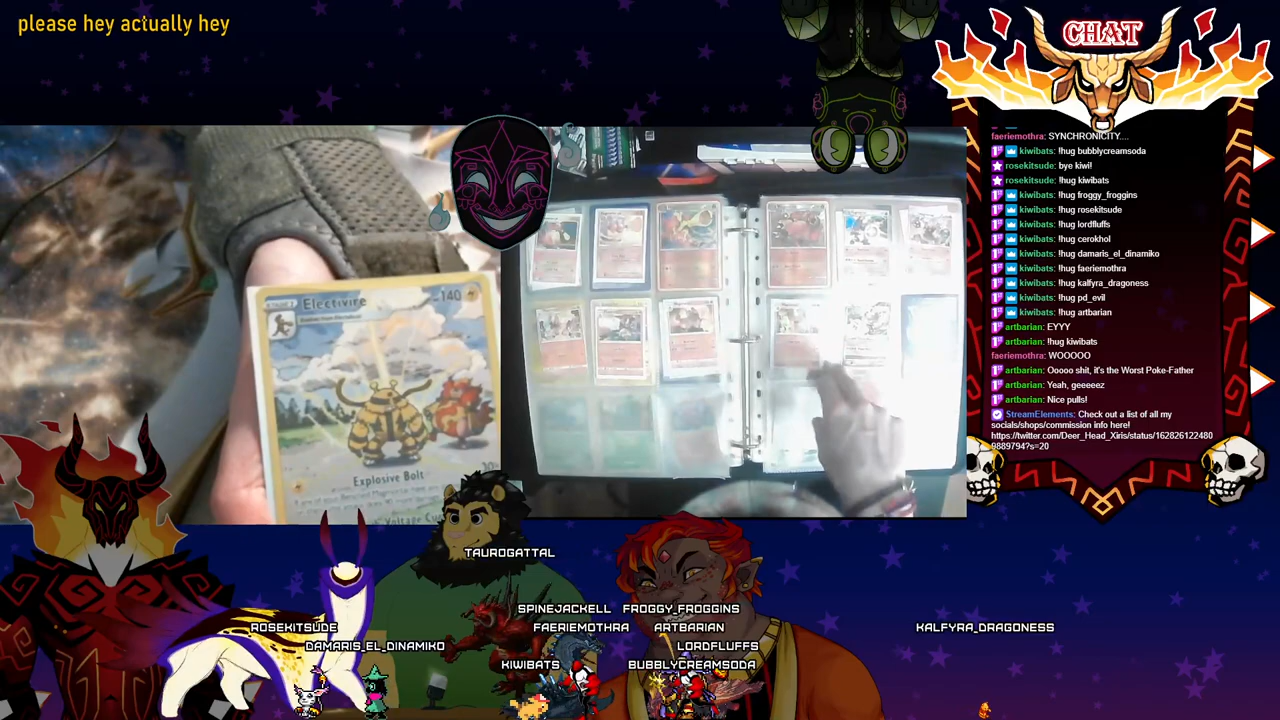 please hey actually hey
CHAT
faeriemothra: SYNCHRONICITY....
kiwibats: !hug bubblycreamsoda
rosekitsude: bye kiwi!
rosekitsude: !hug kiwibats
kiwibats: !hug froggy_froggins
kiwibats: !hug rosekitsude
kiwibats: !hug lordfluffs
kiwibats: !hug cerokhol
kiwibats: !hug damaris_el_dinamiko
kiwibats: !hug faeriemothra
kiwibats: !hug kalfyra_dragoness
kiwibats: !hug pd_evil
kiwibats: !hug artbarian
artbarian: EYYY
artbarian: !hug kiwibats
faeriemothra: WOOOOO
artbarian: Ooooo shit, it's the Worst Poke-Father
artbarian: Yeah, geeeeez
artbarian: Nice pulls!
StreamElements: Check out a list of all my
socials/shops/commission info here!
https://twitter.com/Deer_Head_Xiris/status/162826122480
9889794?s=20
Electivire 140
Explosive Bolt
TAUROGATTAL
SPINEJACKELL FROGGY_FROGGINS
ROSEKITSUDE FAERIEMOTHRA ARTBARIAN KALFYRA_DRAGONESS
DAMARIS_EL_DINAMIKO LORDFLUFFS
KIWIBATS BUBBLYCREAMSODA